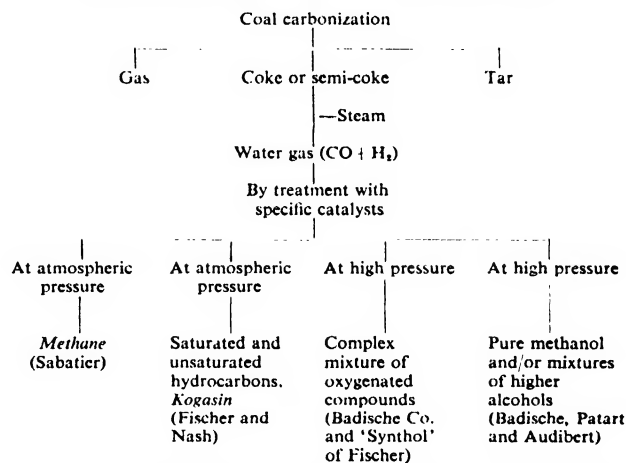 Coal carbonization
Gas
Coke or semi-coke
Tar
—Steam
Water gas (CO + H₂)
By treatment with
specific catalysts
At atmospheric
pressure
Methane
(Sabatier)
At atmospheric
pressure
Saturated and
unsaturated
hydrocarbons,
Kogasin
(Fischer and
Nash)
At high pressure
Complex
mixture of
oxygenated
compounds
(Badische Co.
and ‘Synthol’
of Fischer)
At high pressure
Pure methanol
and/or mixtures
of higher
alcohols
(Badische, Patart
and Audibert)